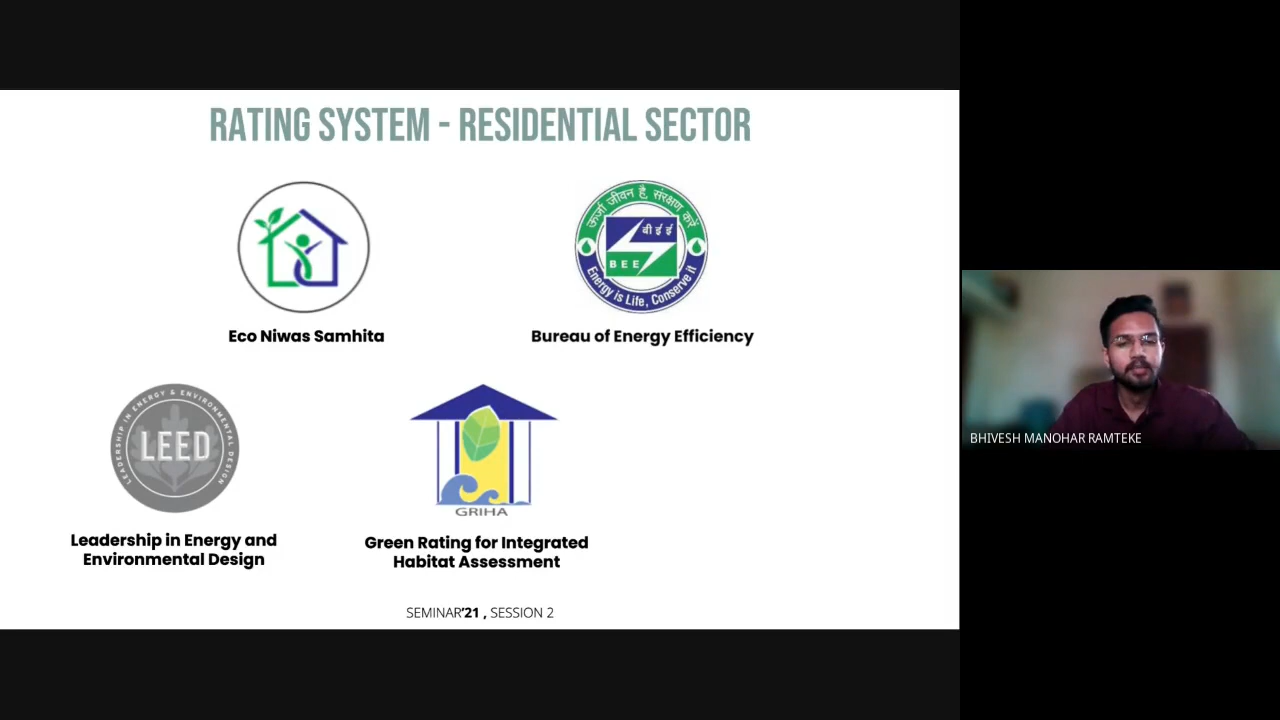 RATING SYSTEM - RESIDENTIAL SECTOR
Eco Niwas Samhita
ऊर्जा जीवन है, संरक्षण करें
बी ई ई
BEE
Energy is Life, Conserve it
Bureau of Energy Efficiency
LEADERSHIP IN ENERGY & ENVIRONMENTAL DESIGN
LEED
Leadership in Energy and
Environmental Design
GRIHA
Green Rating for Integrated
Habitat Assessment
SEMINAR'21 , SESSION 2
BHIVESH MANOHAR RAMTEKE